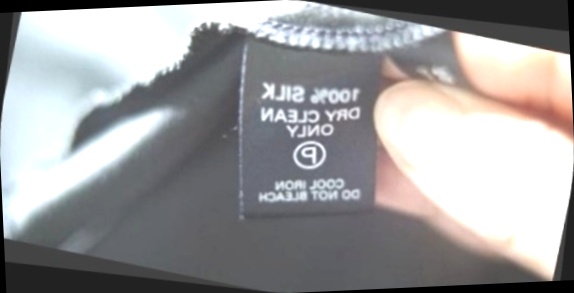 100% SILK
DRY CLEAN
ONLY
P
COOL IRON
DO NOT BLEACH